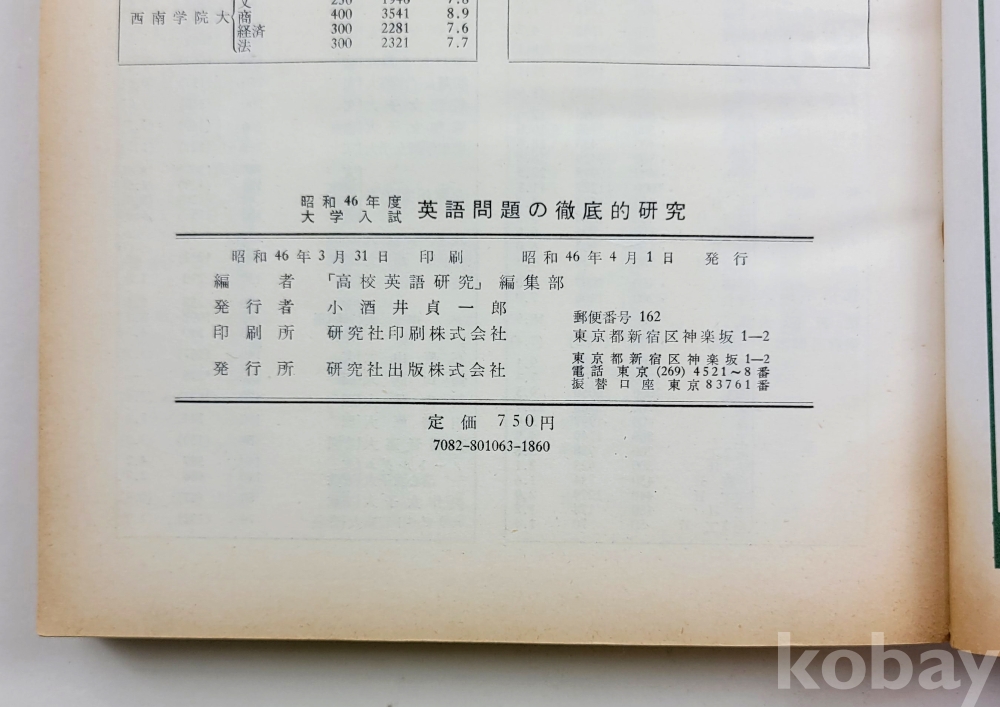 西南学院大
商 400 3541 8.9
経済 300 2281 7.6
法 300 2321 7.7
昭和46年度
大学入試
英語問題の徹底的研究
昭和46年3月31日 印刷 昭和46年4月1日 発行
編者 「高校英語研究」編集部
発行者 小酒井貞一郎
郵便番号 162
印刷所 研究社印刷株式会社 東京都新宿区神楽坂 1—2
東京都新宿区神楽坂 1—2
発行所 研究社出版株式会社 電話 東京 (269) 4521～8番
振替口座 東京83761番
定価 750円
7082-801063-1860
kobay